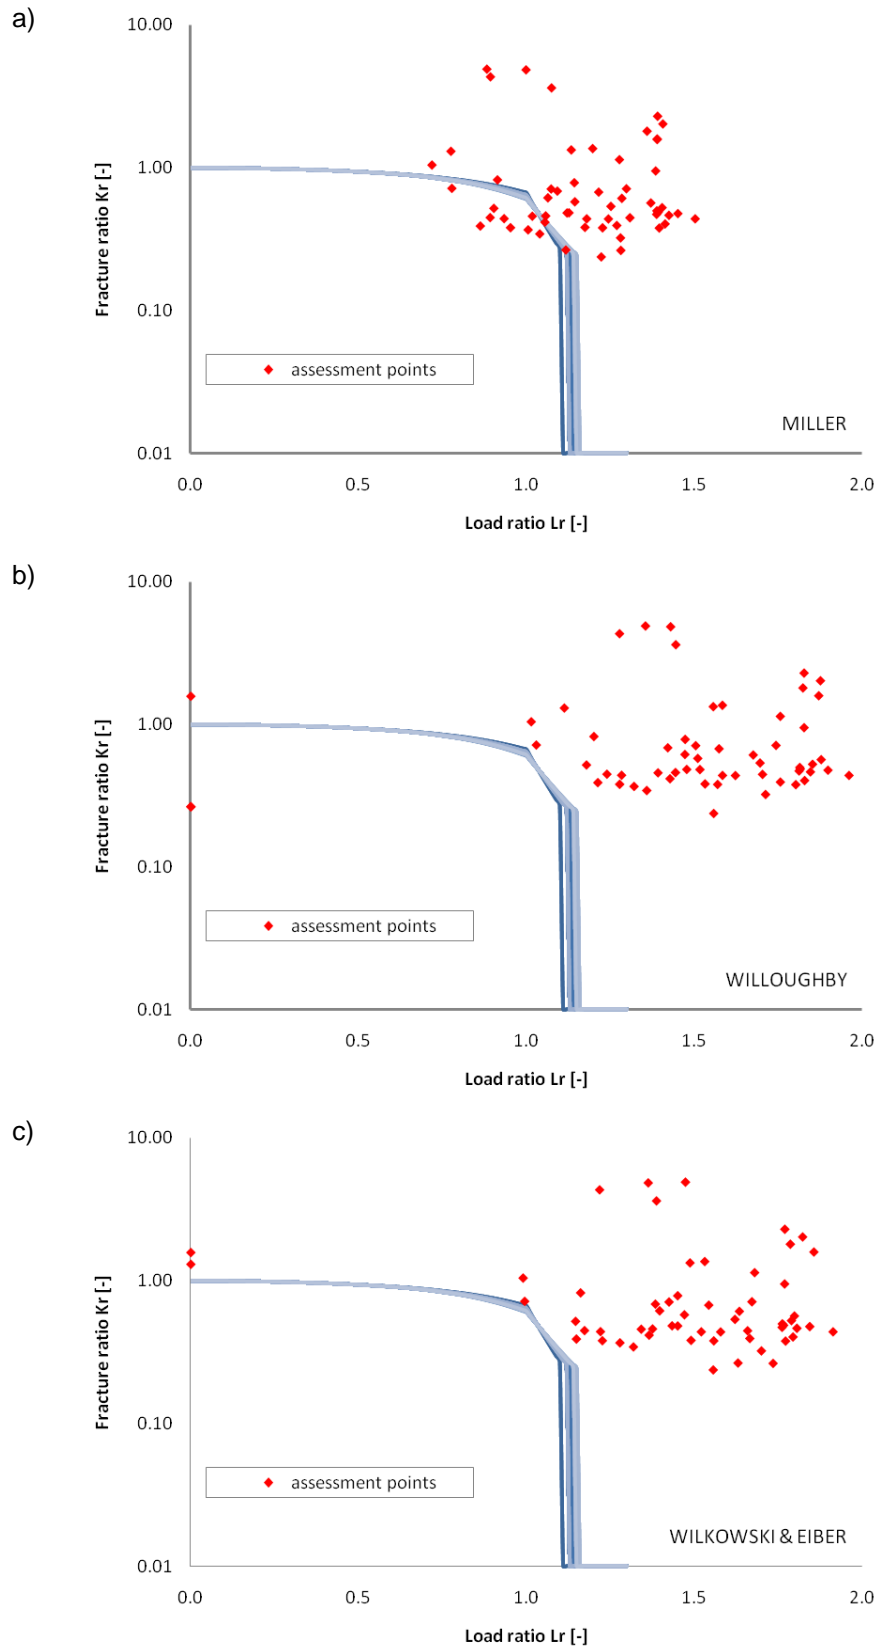 a)
10.00
1.00
0.10
0.01
Fracture ratio Kr [-]
assessment points
MILLER
0.0 0.5 1.0 1.5 2.0
Load ratio Lr [-]
b)
10.00
1.00
0.10
0.01
Fracture ratio Kr [-]
assessment points
WILLOUGHBY
0.0 0.5 1.0 1.5 2.0
Load ratio Lr [-]
c)
10.00
1.00
0.10
0.01
Fracture ratio Kr [-]
assessment points
WILKOWSKI & EIBER
0.0 0.5 1.0 1.5 2.0
Load ratio Lr [-]